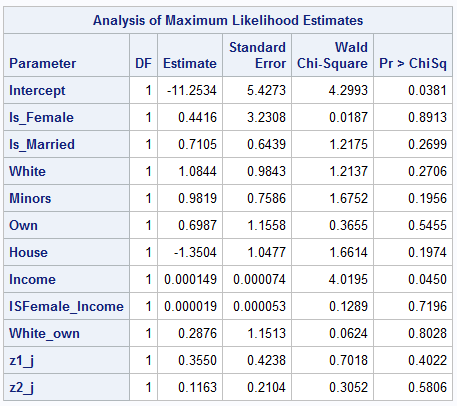 Analysis of Maximum Likelihood Estimates
Parameter DF Estimate Standard Error Wald Chi-Square Pr > ChiSq
Intercept 1 -11.2534 5.4273 4.2993 0.0381
Is_Female 1 0.4416 3.2308 0.0187 0.8913
Is_Married 1 0.7105 0.6439 1.2175 0.2699
White 1 1.0844 0.9843 1.2137 0.2706
Minors 1 0.9819 0.7586 1.6752 0.1956
Own 1 0.6987 1.1558 0.3655 0.5455
House 1 -1.3504 1.0477 1.6614 0.1974
Income 1 0.000149 0.000074 4.0195 0.0450
ISFemale_Income 1 0.000019 0.000053 0.1289 0.7196
White_own 1 0.2876 1.1513 0.0624 0.8028
z1_j 1 0.3550 0.4238 0.7018 0.4022
z2_j 1 0.1163 0.2104 0.3052 0.5806